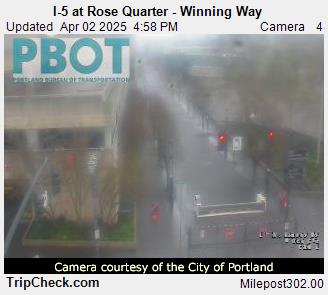 I-5 at Rose Quarter - Winning Way
Updated Apr 02 2025 4:58 PM Camera 4
PBOT
PORTLAND BUREAU OF TRANSPORTATION
Camera courtesy of the City of Portland
TripCheck.com Milepost302.00